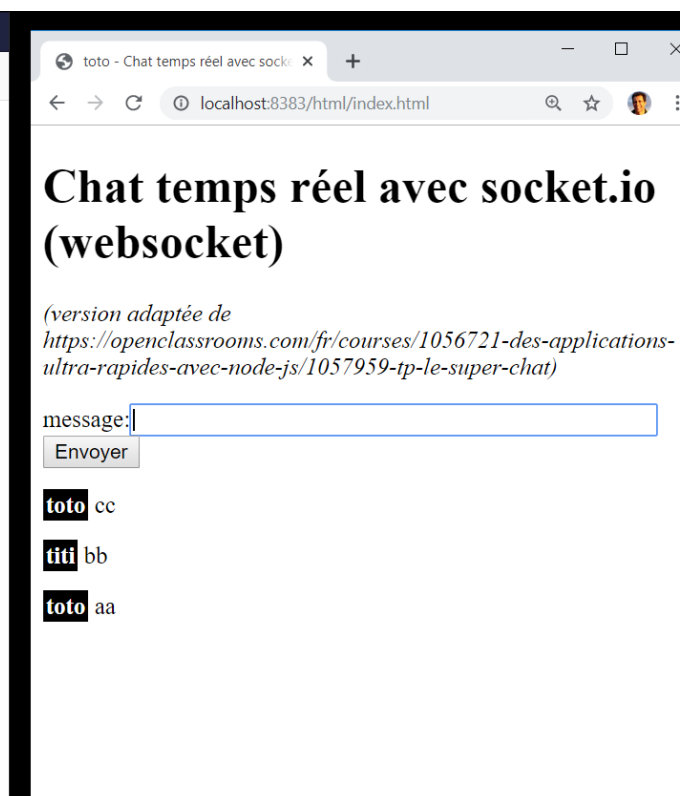 toto - Chat temps réel avec socke
localhost:8383/html/index.html
Chat temps réel avec socket.io
(websocket)
(version adaptée de
https://openclassrooms.com/fr/courses/1056721-des-applications-
ultra-rapides-avec-node-js/1057959-tp-le-super-chat)
message:
Envoyer
toto cc
titi bb
toto aa